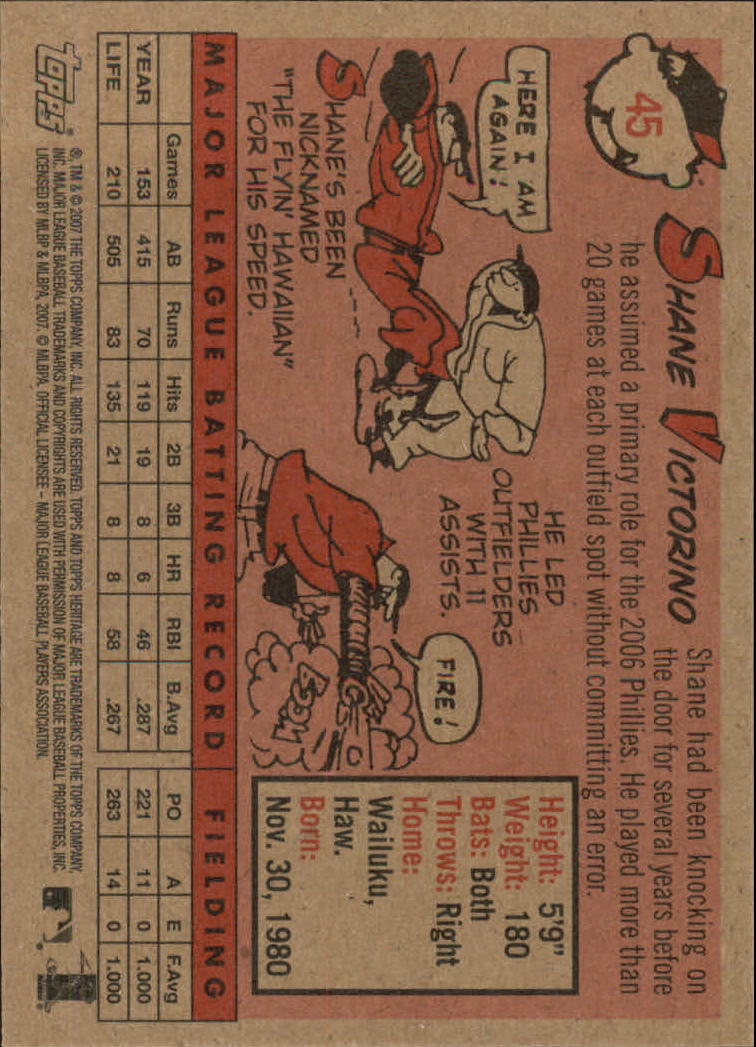 45
SHANE VICTORINO
Shane had been knocking on
the door for several years before
he assumed a primary role for the 2006 Phillies. He played more than
20 games at each outfield spot without committing an error.
HERE I AM
AGAIN!
SHANE'S BEEN
NICKNAMED
"THE FLYIN' HAWAIIAN"
FOR HIS SPEED.
HE LED
PHILLIES
OUTFIELDERS
WITH 11
ASSISTS.
FIRE!
BOOM
Height: 5'9"
Weight: 180
Bats: Both
Throws: Right
Home:
Wailuku,
Haw.
Born:
Nov. 30, 1980
MAJOR LEAGUE BATTING RECORD FIELDING
Games AB Runs Hits 2B 3B HR RBI B.Avg PO A E F.Avg
YEAR 153 415 70 119 19 8 6 46 .287 221 11 0 1.000
LIFE 210 505 83 135 21 8 8 58 .267 263 14 0 1.000
TOPPS®
®, TM & © 2007 THE TOPPS COMPANY, INC. ALL RIGHTS RESERVED. TOPPS AND TOPPS HERITAGE ARE TRADEMARKS OF THE TOPPS COMPANY,
INC. MAJOR LEAGUE BASEBALL TRADEMARKS AND COPYRIGHTS ARE USED WITH PERMISSION OF MAJOR LEAGUE BASEBALL PROPERTIES, INC.
LICENSED BY MLBP & MLBPA, 2007. © MLBPA. OFFICIAL LICENSEE – MAJOR LEAGUE BASEBALL PLAYERS ASSOCIATION.